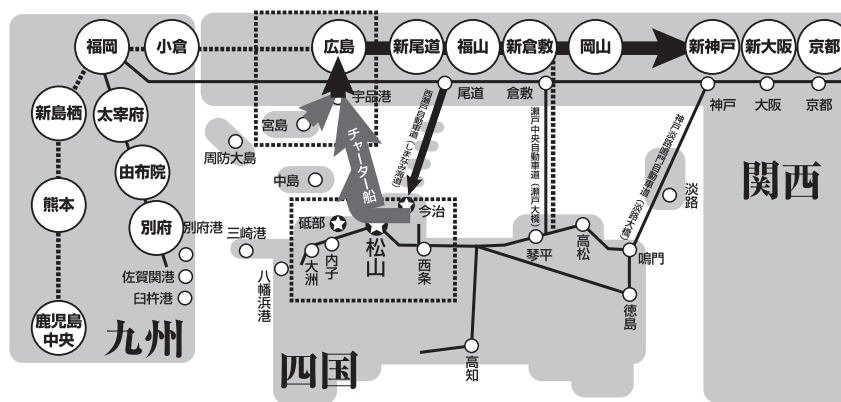 福岡
小倉
広島
新尾道
福山
新倉敷
岡山
新神戸
新大阪
京都
新鳥栖
太宰府
宇品港
西瀬戸自動車道(しまなみ海道)
尾道
倉敷
瀬戸中央自動車道(瀬戸大橋)
神戸淡路鳴門自動車道(淡路大橋)
神戸
大阪
京都
宮島
周防大島
チャーター船
由布院
中島
関西
淡路
熊本
別府
別府港
三崎港
砥部
今治
松山
大洲
内子
西条
琴平
高松
鳴門
佐賀関港
臼杵港
八幡浜港
徳島
鹿児島
中央
九州
四国
高知